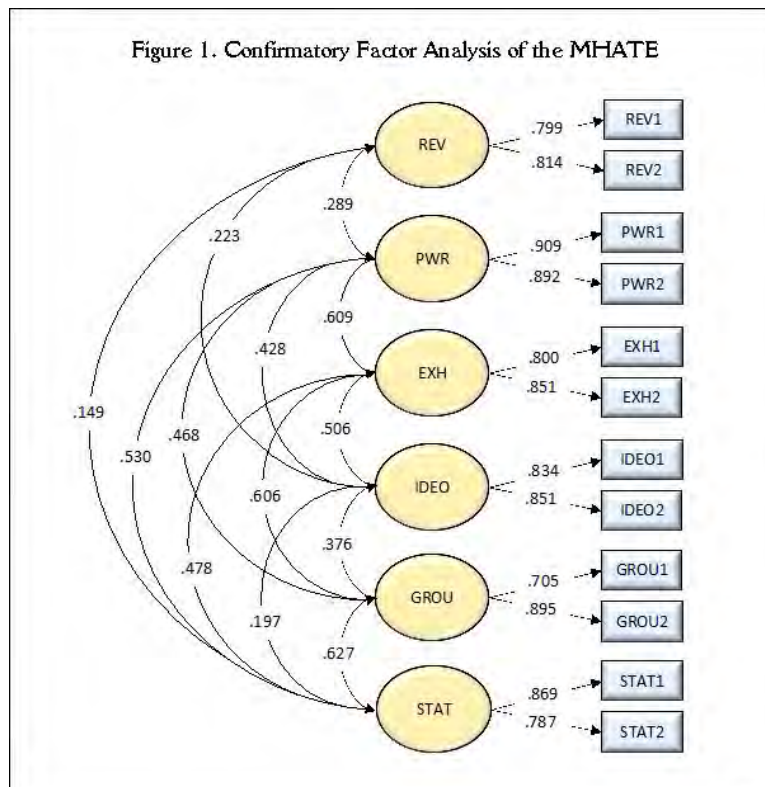 Figure 1. Confirmatory Factor Analysis of the MHATE
REV
.799
REV1
.814
REV2
.289
.223
PWR
.909
PWR1
.892
PWR2
.609
.428
EXH
.800
EXH1
.851
EXH2
.149
.530
.468
.506
IDEO
.834
IDEO1
.851
IDEO2
.606
.376
.478
GROU
.705
GROU1
.895
GROU2
.197
.627
STAT
.869
STAT1
.787
STAT2